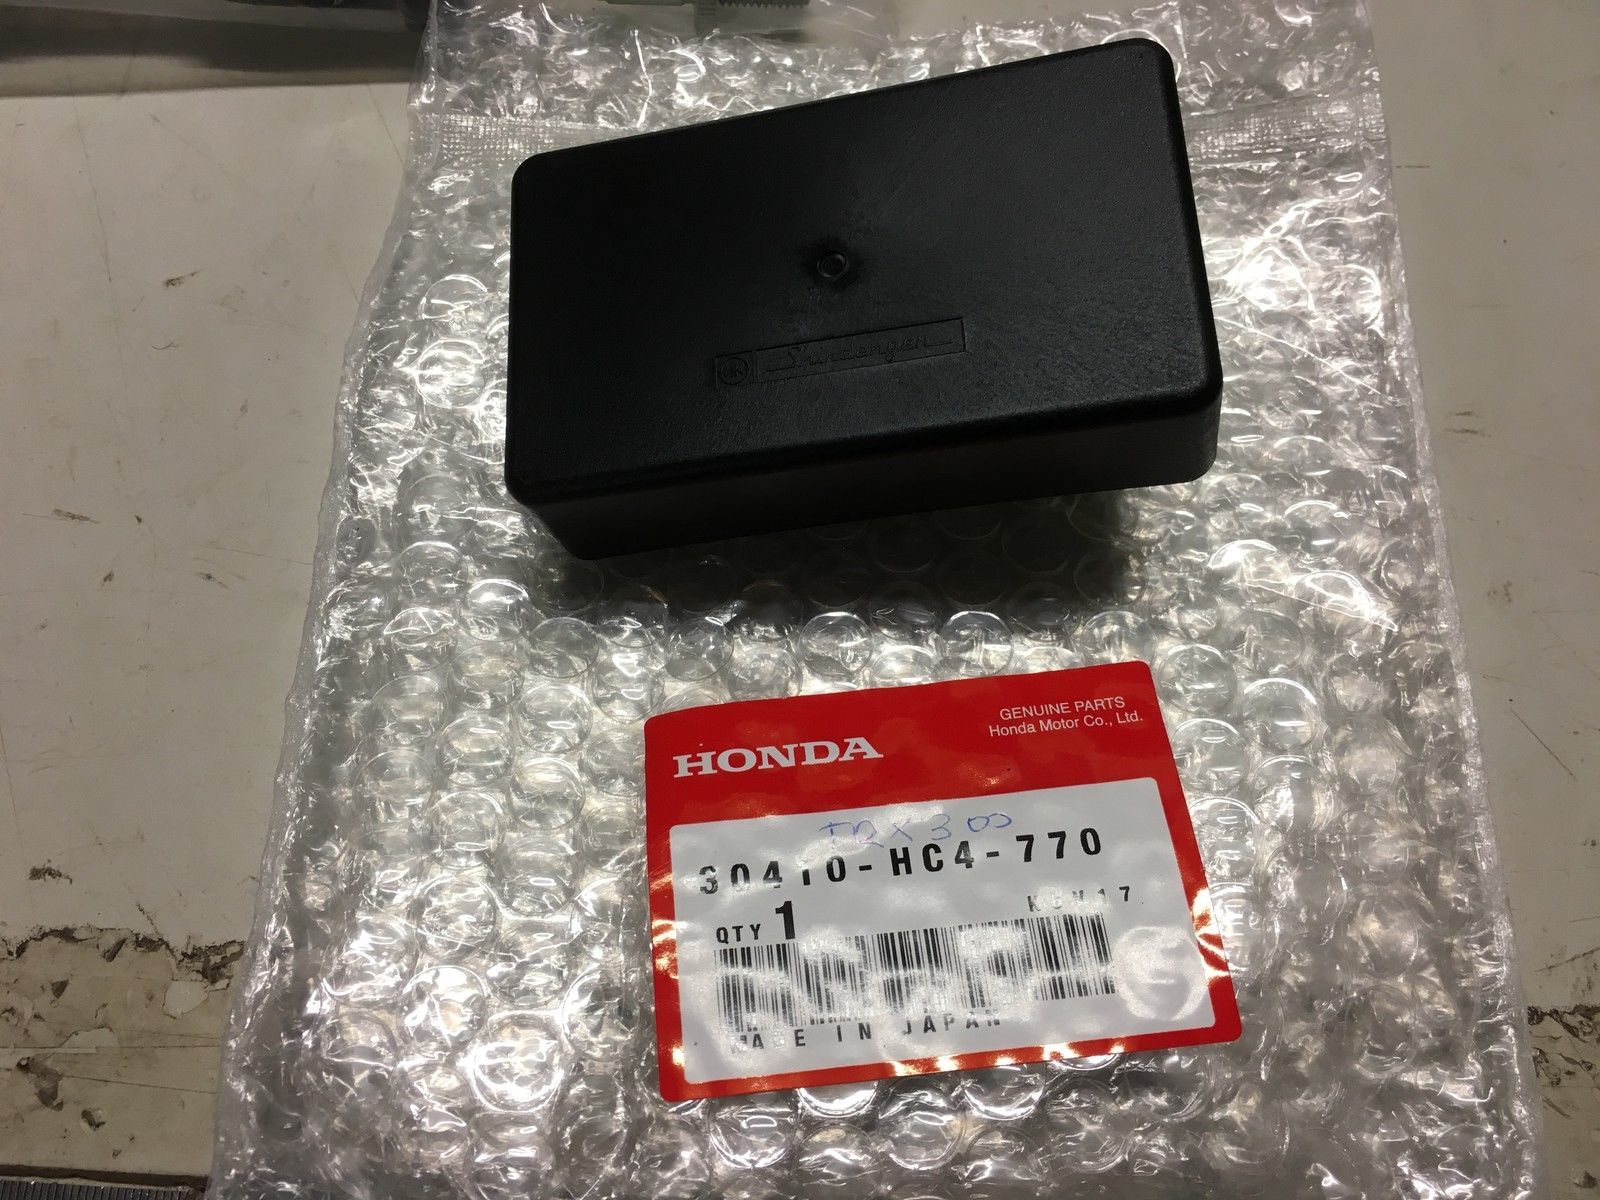 Shindengen
GENUINE PARTS
Honda Motor Co., Ltd.
HONDA
TRX300
30410-HC4-770
QTY 1
MADE IN JAPAN